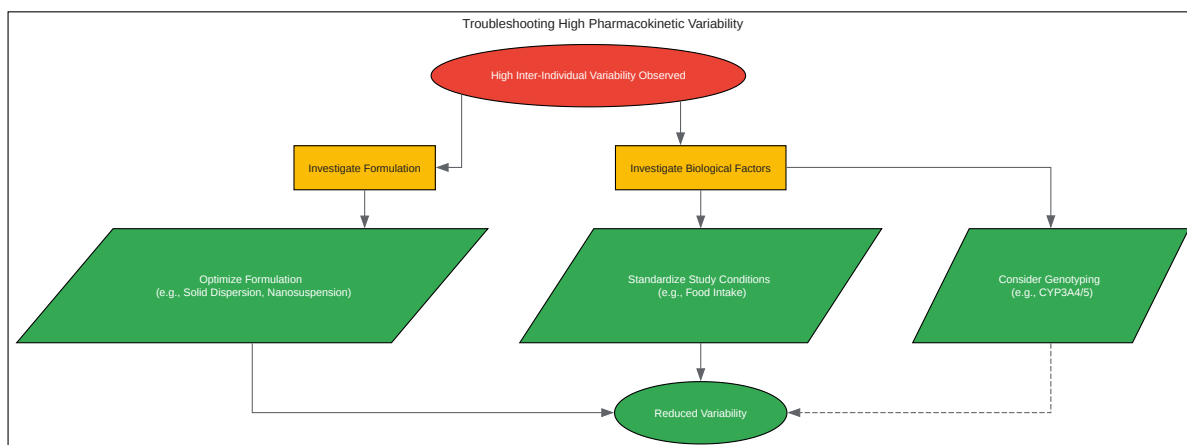 Troubleshooting High Pharmacokinetic Variability
High Inter-Individual Variability Observed
Investigate Formulation
Investigate Biological Factors
Optimize Formulation
(e.g., Solid Dispersion, Nanosuspension)
Standardize Study Conditions
(e.g., Food Intake)
Consider Genotyping
(e.g., CYP3A4/5)
Reduced Variability